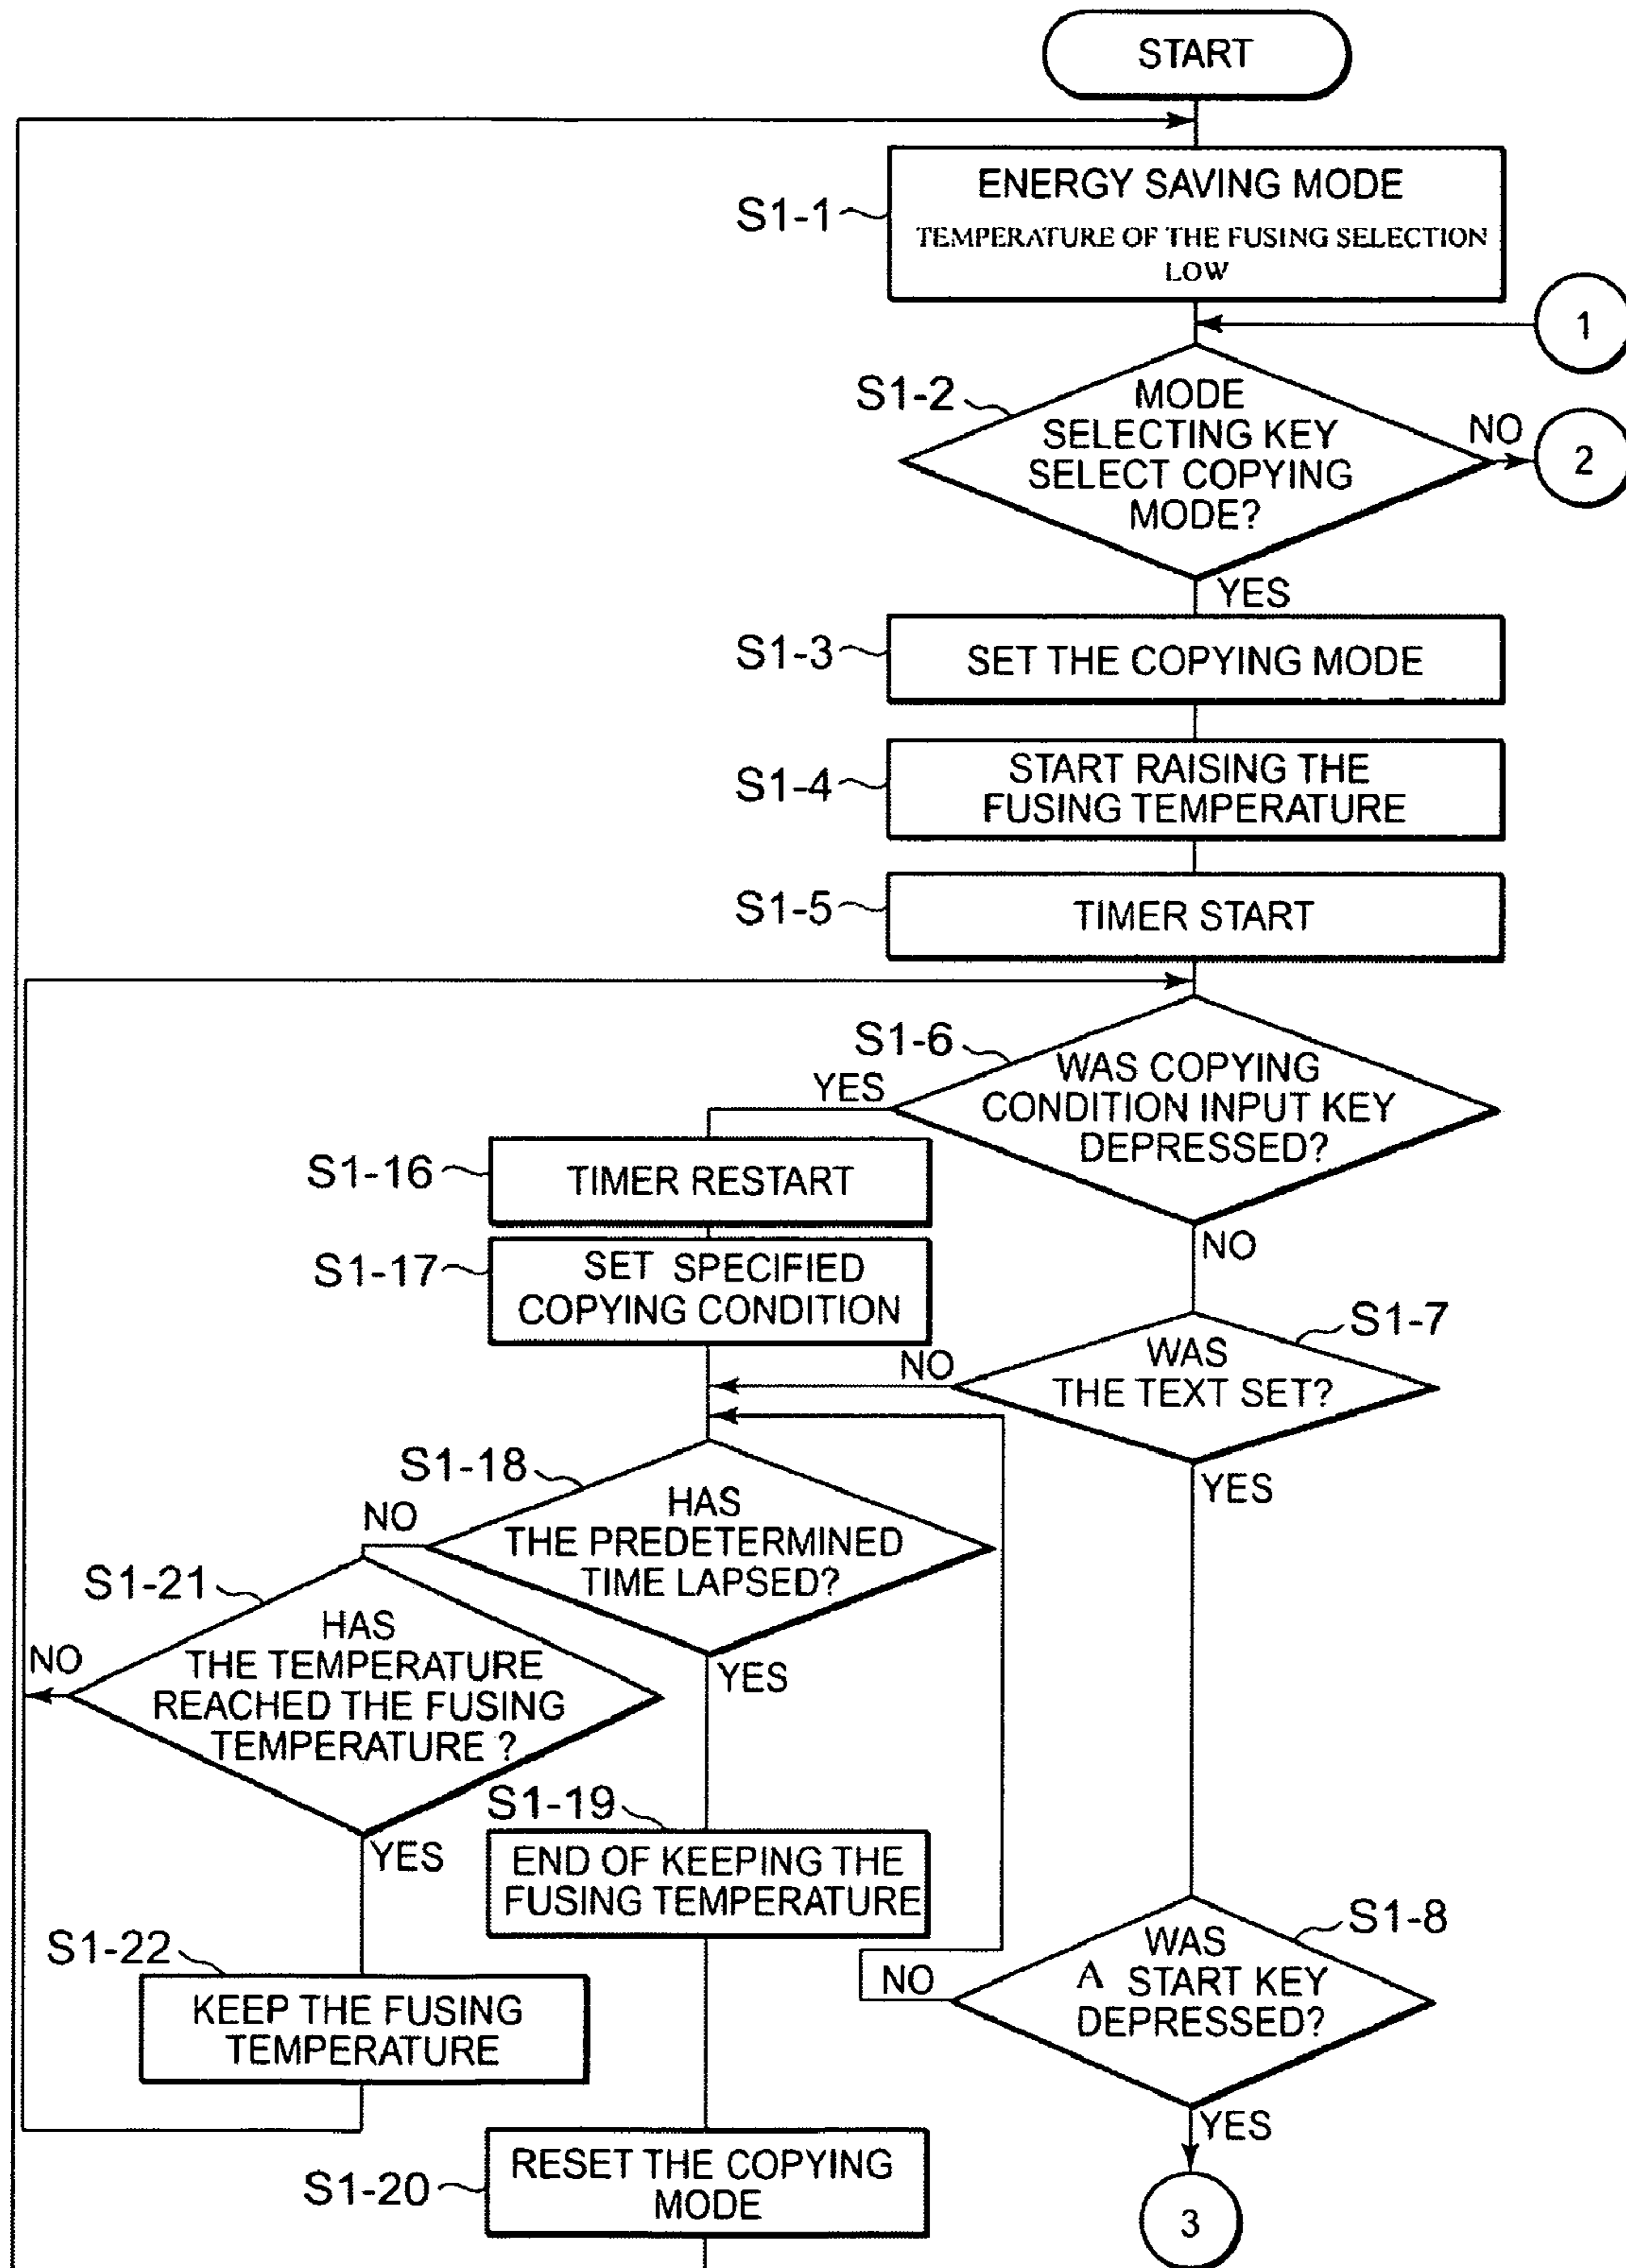 START
S1-1
ENERGY SAVING MODE
TEMPERATURE OF THE FUSING SELECTION
LOW
1
S1-2
MODE
SELECTING KEY
SELECT COPYING
MODE?
NO
2
YES
S1-3
SET THE COPYING MODE
S1-4
START RAISING THE
FUSING TEMPERATURE
S1-5
TIMER START
S1-6
WAS COPYING
CONDITION INPUT KEY
DEPRESSED?
YES
NO
S1-16
TIMER RESTART
S1-17
SET SPECIFIED
COPYING CONDITION
S1-7
WAS
THE TEXT SET?
NO
YES
S1-18
HAS
THE PREDETERMINED
TIME LAPSED?
NO
YES
S1-21
HAS
THE TEMPERATURE
REACHED THE FUSING
TEMPERATURE ?
NO
YES
S1-19
END OF KEEPING THE
FUSING TEMPERATURE
S1-8
WAS
A START KEY
DEPRESSED?
NO
YES
S1-22
KEEP THE FUSING
TEMPERATURE
S1-20
RESET THE COPYING
MODE
3